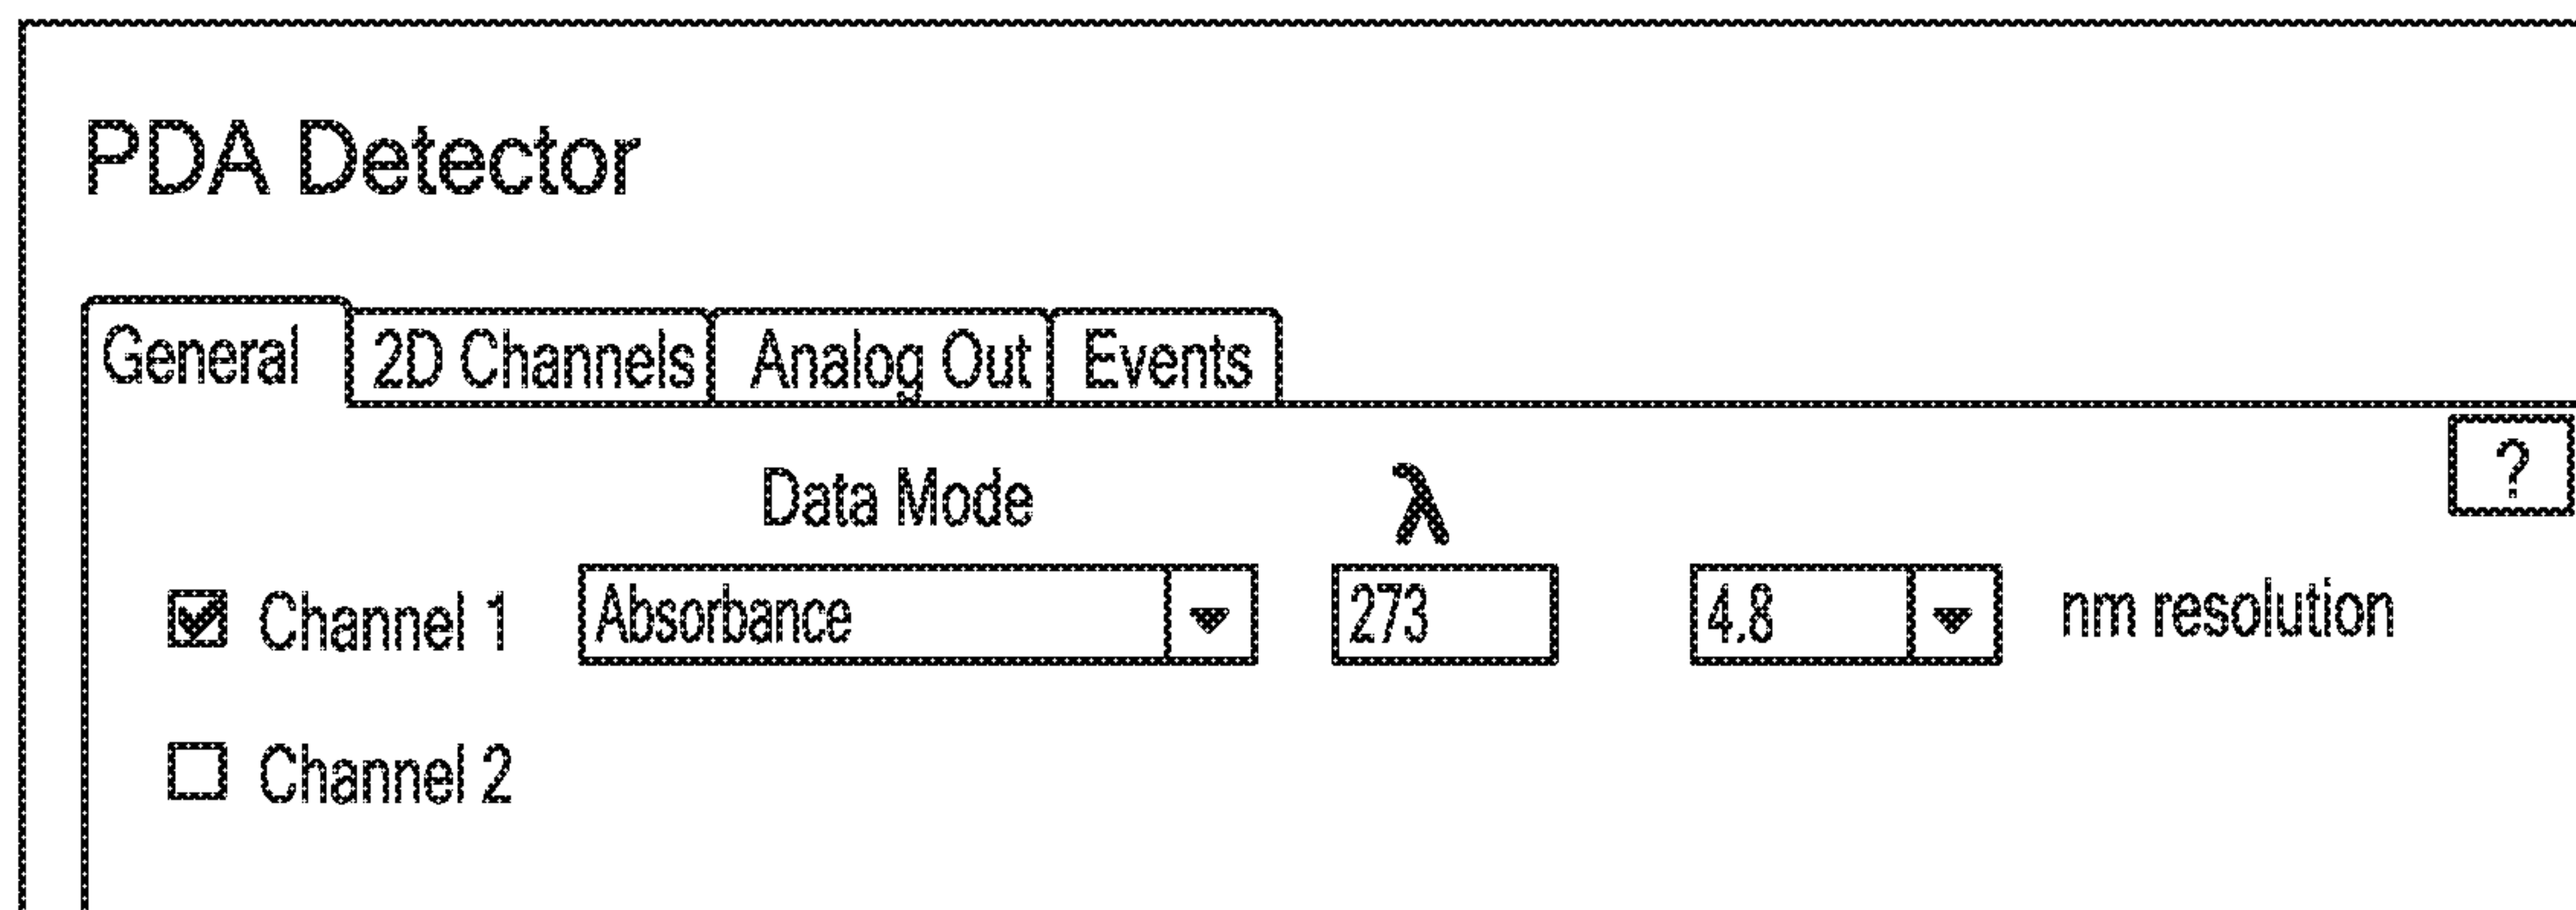 PDA Detector
General 2D Channels Analog Out Events
?
Data Mode λ
Channel 1 Absorbance 273 4.8 nm resolution
Channel 2